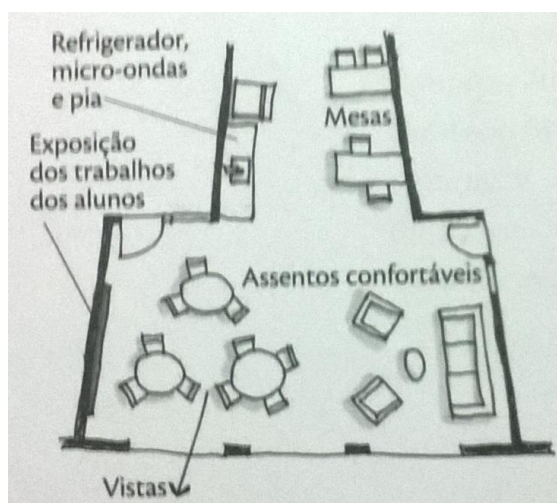 Refrigerador,
micro-ondas
e pia
Mesas
Exposição
dos trabalhos
dos alunos
Assentos confortáveis
Vistas